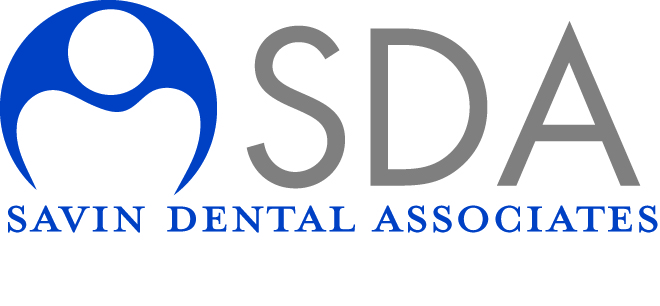 SDA
SAVIN DENTAL ASSOCIATES